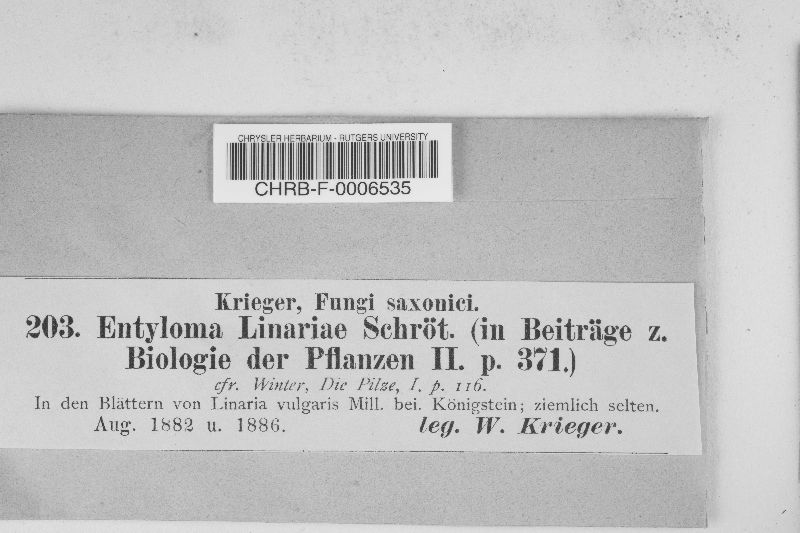 CHRYSLER HERBARIUM - RUTGERS UNIVERSITY
CHRB-F-0006535
Krieger, Fungi saxonici.
203. Entyloma Linariae Schröt. (in Beiträge z.
Biologie der Pflanzen II. p. 371.)
cfr. Winter, Die Pilze, I. p. 116.
In den Blättern von Linaria vulgaris Mill. bei. Königstein; ziemlich selten.
Aug. 1882 u. 1886. leg. W. Krieger.